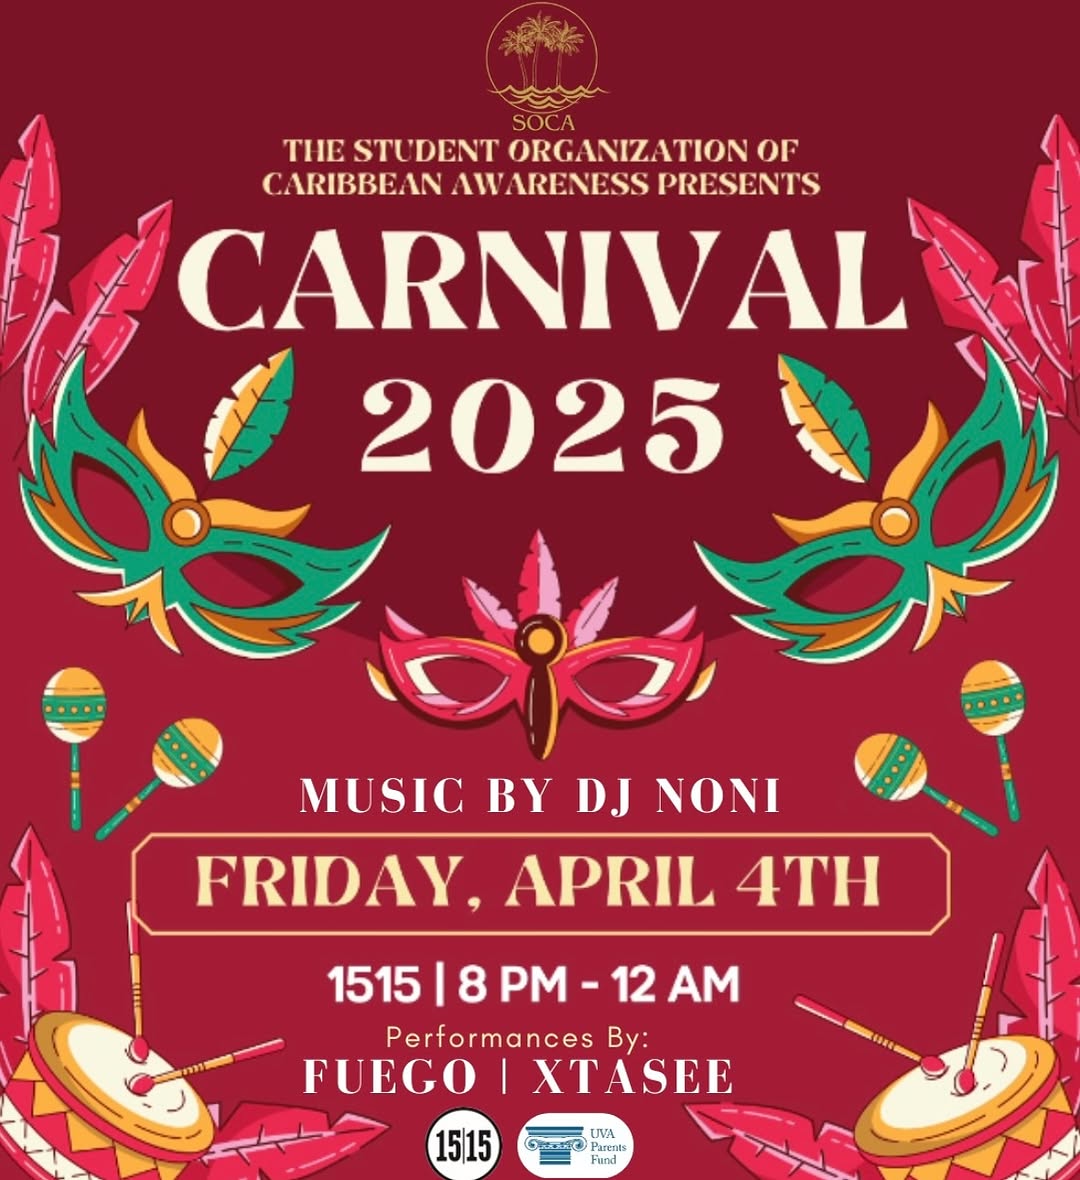 SOCA
THE STUDENT ORGANIZATION OF
CARIBBEAN AWARENESS PRESENTS
CARNIVAL
2025
MUSIC BY DJ NONI
FRIDAY, APRIL 4TH
1515 | 8 PM - 12 AM
Performances By:
FUEGO | XTASEE
15|15
UVA
Parents
Fund